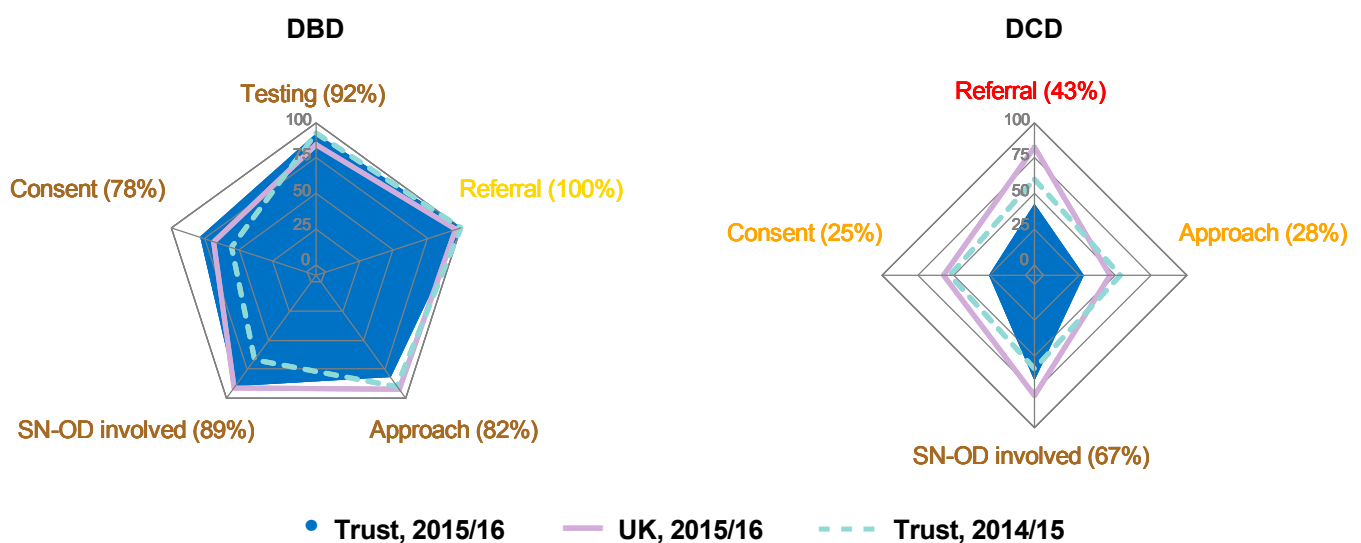 DBD
Testing (92%)
100
75
50
25
0
Consent (78%)
Referral (100%)
SN-OD involved (89%)
Approach (82%)
DCD
Referral (43%)
100
75
50
25
0
Consent (25%)
Approach (28%)
SN-OD involved (67%)
Trust, 2015/16
UK, 2015/16
Trust, 2014/15